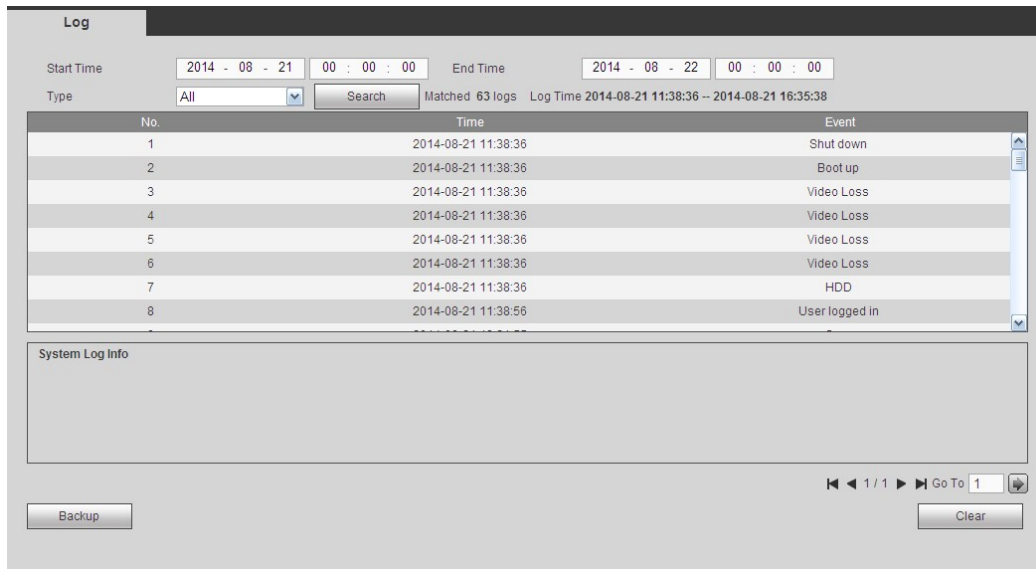 Log
Start Time 2014 - 08 - 21 00 : 00 : 00 End Time 2014 - 08 - 22 00 : 00 : 00
Type All Search Matched 63 logs Log Time 2014-08-21 11:38:36 -- 2014-08-21 16:35:38
No. Time Event
1 2014-08-21 11:38:36 Shut down
2 2014-08-21 11:38:36 Boot up
3 2014-08-21 11:38:36 Video Loss
4 2014-08-21 11:38:36 Video Loss
5 2014-08-21 11:38:36 Video Loss
6 2014-08-21 11:38:36 Video Loss
7 2014-08-21 11:38:36 HDD
8 2014-08-21 11:38:56 User logged in
System Log Info
1 / 1 Go To 1
Backup Clear